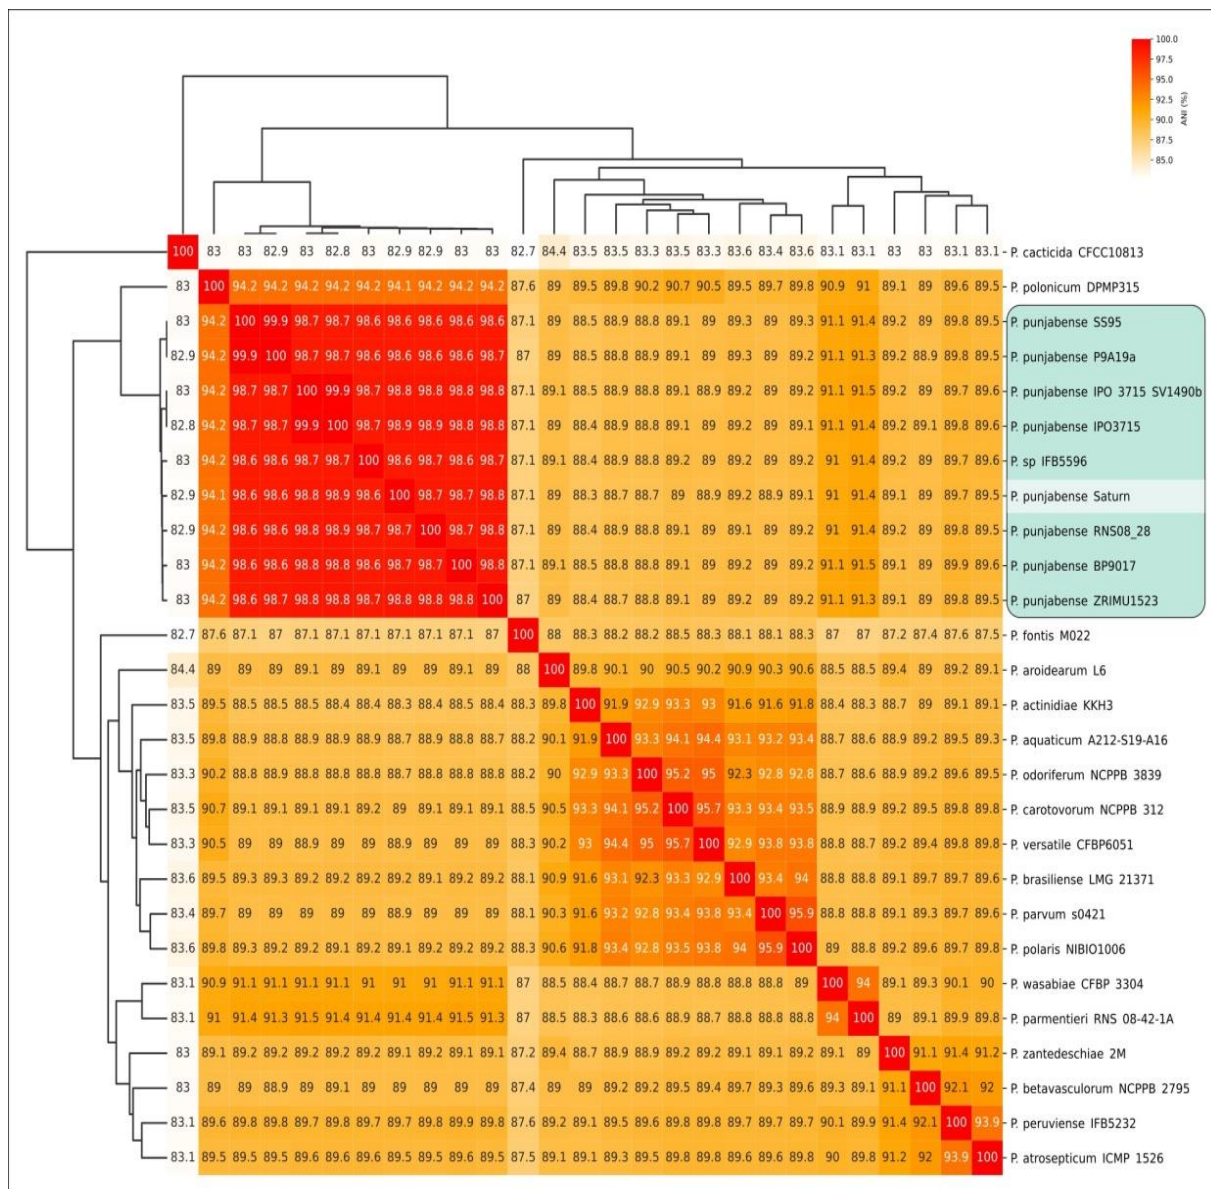 100.0
97.5
95.0
92.5
90.0
87.5
85.0
ANI (%)
100 83 83 82.9 83 82.8 83 82.9 82.9 83 83 82.7 84.4 83.5 83.5 83.3 83.5 83.3 83.6 83.4 83.6 83.1 83.1 83 83 83.1 83.1 P. cacticida CFCC10813
83 100 94.2 94.2 94.2 94.2 94.2 94.1 94.2 94.2 94.2 87.6 89 89.5 89.8 90.2 90.7 90.5 89.5 89.7 89.8 90.9 91 89.1 89 89.6 89.5 P. polonicum DPMP315
83 94.2 100 99.9 98.7 98.7 98.6 98.6 98.6 98.6 98.6 87.1 89 88.5 88.9 88.8 89.1 89 89.3 89 89.3 91.1 91.4 89.2 89 89.8 89.5 P. punjabense SS95
82.9 94.2 99.9 100 98.7 98.7 98.6 98.6 98.6 98.6 98.7 87 89 88.5 88.8 88.9 89.1 89 89.3 89 89.2 91.1 91.3 89.2 88.9 89.8 89.5 P. punjabense P9A19a
83 94.2 98.7 98.7 100 99.9 98.7 98.8 98.8 98.8 98.8 87.1 89.1 88.5 88.9 88.8 89.1 88.9 89.2 89 89.2 91.1 91.5 89.2 89 89.7 89.6 P. punjabense IPO 3715 SV1490b
82.8 94.2 98.7 98.7 99.9 100 98.7 98.9 98.9 98.8 98.8 87.1 89 88.4 88.9 88.8 89.1 89 89.2 89 89.1 91.1 91.4 89.2 89.1 89.8 89.6 P. punjabense IPO3715
83 94.2 98.6 98.6 98.7 98.7 100 98.6 98.7 98.6 98.7 87.1 89.1 88.4 88.9 88.8 89.2 89 89.2 89 89.2 91 91.4 89.2 89 89.7 89.6 P. sp IFB5596
82.9 94.1 98.6 98.6 98.8 98.9 98.6 100 98.7 98.7 98.8 87.1 89 88.3 88.7 88.7 89 88.9 89.2 88.9 89.1 91 91.4 89.1 89 89.7 89.5 P. punjabense Saturn
82.9 94.2 98.6 98.6 98.8 98.9 98.7 98.7 100 98.7 98.8 87.1 89 88.4 88.9 88.8 89.1 89 89.1 89 89.2 91 91.4 89.2 89 89.8 89.5 P. punjabense RNS08_28
83 94.2 98.6 98.6 98.8 98.8 98.6 98.7 98.7 100 98.8 87.1 89.1 88.5 88.8 88.8 89.1 89 89.2 89 89.2 91.1 91.5 89.1 89 89.9 89.6 P. punjabense BP9017
83 94.2 98.6 98.7 98.8 98.8 98.7 98.8 98.8 98.8 100 87 89 88.4 88.7 88.8 89.1 89 89.2 89 89.2 91.1 91.3 89.1 89 89.8 89.5 P. punjabense ZRIMU1523
82.7 87.6 87.1 87 87.1 87.1 87.1 87.1 87.1 87.1 87 100 88 88.3 88.2 88.2 88.5 88.3 88.1 88.1 88.3 87 87 87.2 87.4 87.6 87.5 P. fontis M022
84.4 89 89 89 89.1 89 89.1 89 89 89.1 89 88 100 89.8 90.1 90 90.5 90.2 90.9 90.3 90.6 88.5 88.5 89.4 89 89.2 89.1 P. aroidearum L6
83.5 89.5 88.5 88.5 88.5 88.4 88.4 88.3 88.4 88.5 88.4 88.3 89.8 100 91.9 92.9 93.3 93 91.6 91.6 91.8 88.4 88.3 88.7 89 89.1 89.1 P. actinidiae KKH3
83.5 89.8 88.9 88.8 88.9 88.9 88.9 88.7 88.9 88.8 88.7 88.2 90.1 91.9 100 93.3 94.1 94.4 93.1 93.2 93.4 88.7 88.6 88.9 89.2 89.5 89.3 P. aquaticum A212-S19-A16
83.3 90.2 88.8 88.9 88.8 88.8 88.8 88.7 88.8 88.8 88.8 88.2 90 92.9 93.3 100 95.2 95 92.3 92.8 92.8 88.7 88.6 88.9 89.2 89.6 89.5 P. odoriferum NCPPB 3839
83.5 90.7 89.1 89.1 89.1 89.1 89.2 89 89.1 89.1 89.1 88.5 90.5 93.3 94.1 95.2 100 95.7 93.3 93.4 93.5 88.9 88.9 89.2 89.5 89.8 89.8 P. carotovorum NCPPB 312
83.3 90.5 89 89 88.9 89 89 88.9 89 89 89 88.3 90.2 93 94.4 95 95.7 100 92.9 93.8 93.8 88.8 88.7 89.2 89.4 89.8 89.8 P. versatile CFBP6051
83.6 89.5 89.3 89.3 89.2 89.2 89.2 89.2 89.1 89.2 89.2 88.1 90.9 91.6 93.1 92.3 93.3 92.9 100 93.4 94 88.8 88.8 89.1 89.7 89.7 89.6 P. brasiliense LMG 21371
83.4 89.7 89 89 89 89 89 88.9 89 89 89 88.1 90.3 91.6 93.2 92.8 93.4 93.8 93.4 100 95.9 88.8 88.8 89.1 89.3 89.7 89.6 P. parvum s0421
83.6 89.8 89.3 89.2 89.2 89.1 89.2 89.1 89.2 89.2 89.2 88.3 90.6 91.8 93.4 92.8 93.5 93.8 94 95.9 100 89 88.8 89.2 89.6 89.7 89.8 P. polaris NIBIO1006
83.1 90.9 91.1 91.1 91.1 91.1 91 91 91 91.1 91.1 87 88.5 88.4 88.7 88.7 88.9 88.8 88.8 88.8 89 100 94 89.1 89.3 90.1 90 P. wasabiae CFBP 3304
83.1 91 91.4 91.3 91.5 91.4 91.4 91.4 91.4 91.5 91.3 87 88.5 88.3 88.6 88.6 88.9 88.7 88.8 88.8 88.8 94 100 89 89.1 89.9 89.8 P. parmentieri RNS 08-42-1A
83 89.1 89.2 89.2 89.2 89.2 89.2 89.1 89.2 89.1 89.1 87.2 89.4 88.7 88.9 88.9 89.2 89.2 89.1 89.1 89.2 89.1 89 100 91.1 91.4 91.2 P. zantedeschiae 2M
83 89 89 88.9 89 89.1 89 89 89 89 89 87.4 89 89 89.2 89.2 89.5 89.4 89.7 89.3 89.6 89.3 89.1 91.1 100 92.1 92 P. betavasculorum NCPPB 2795
83.1 89.6 89.8 89.8 89.7 89.8 89.7 89.7 89.8 89.9 89.8 87.6 89.2 89.1 89.5 89.6 89.8 89.8 89.7 89.7 89.7 90.1 89.9 91.4 92.1 100 93.9 P. peruviense IFB5232
83.1 89.5 89.5 89.5 89.6 89.6 89.6 89.5 89.5 89.6 89.5 87.5 89.1 89.1 89.3 89.5 89.8 89.8 89.6 89.6 89.8 90 89.8 91.2 92 93.9 100 P. atrosepticum ICMP 1526